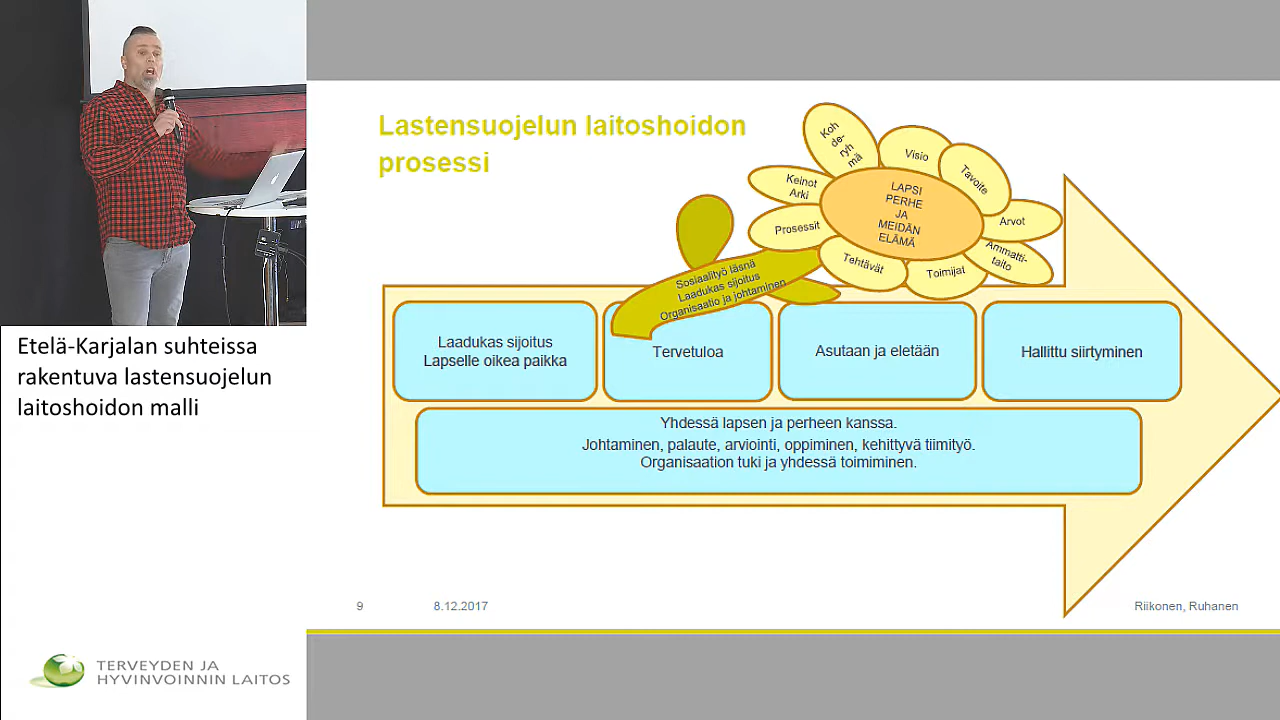 Lastensuojelun laitoshoidon
prosessi
Koh
de-
ryh
mä
Visio
Tavoite
Arvot
Ammatti-
taito
Toimijat
Tehtävät
Prosessit
Keinot
Arki
LAPSI
PERHE
JA
MEIDÄN
ELÄMÄ
Sosiaalityö läsnä
Laadukas sijoitus
Organisaatio ja johtaminen
Laadukas sijoitus
Lapselle oikea paikka
Tervetuloa
Asutaan ja eletään
Hallittu siirtyminen
Yhdessä lapsen ja perheen kanssa.
Johtaminen, palaute, arviointi, oppiminen, kehittyvä tiimityö.
Organisaation tuki ja yhdessä toimiminen.
9
8.12.2017
Riikonen, Ruhanen
Etelä-Karjalan suhteissa
rakentuva lastensuojelun
laitoshoidon malli
TERVEYDEN JA
HYVINVOINNIN LAITOS